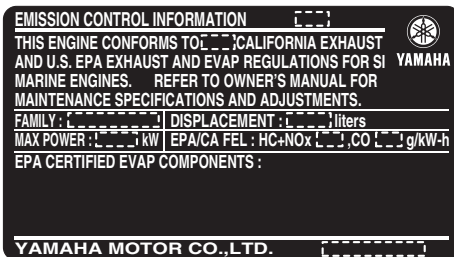 EMISSION CONTROL INFORMATION
THIS ENGINE CONFORMS TO CALIFORNIA EXHAUST
AND U.S. EPA EXHAUST AND EVAP REGULATIONS FOR SI
MARINE ENGINES. REFER TO OWNER'S MANUAL FOR
MAINTENANCE SPECIFICATIONS AND ADJUSTMENTS.
YAMAHA
FAMILY : DISPLACEMENT : liters
MAX POWER : kW EPA/CA FEL : HC+NOx ,CO g/kW-h
EPA CERTIFIED EVAP COMPONENTS :
YAMAHA MOTOR CO.,LTD.